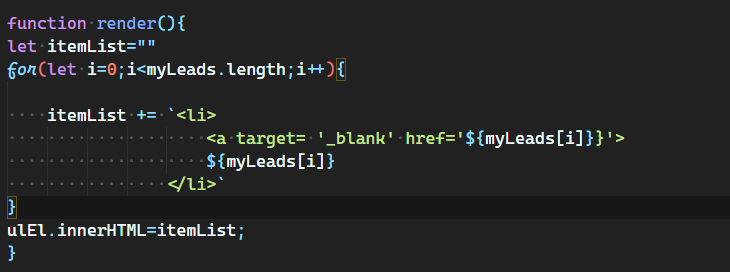 function render(){
let itemList=""
for(let i=0;i<myLeads.length;i++){
itemList += `<li>
<a target= '_blank' href='${myLeads[i]}}'>
${myLeads[i]}
</li>`
}
ulEl.innerHTML=itemList;
}